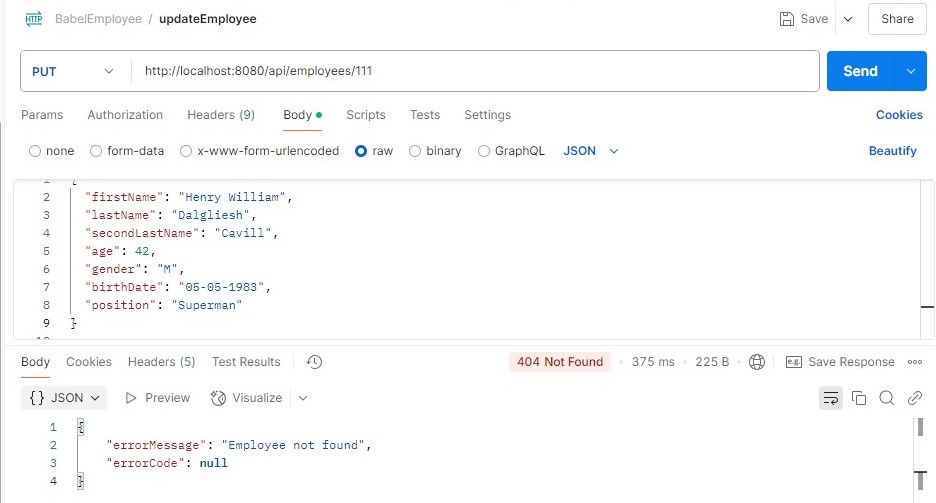 HTTP BabelEmployee / updateEmployee Save Share
PUT http://localhost:8080/api/employees/111 Send
Params Authorization Headers (9) Body Scripts Tests Settings Cookies
none form-data x-www-form-urlencoded raw binary GraphQL JSON Beautify
2 "firstName": "Henry William",
3 "lastName": "Dalgliesh",
4 "secondLastName": "Cavill",
5 "age": 42,
6 "gender": "M",
7 "birthDate": "05-05-1983",
8 "position": "Superman"
9 }
Body Cookies Headers (5) Test Results 404 Not Found • 375 ms • 225 B • e.g. Save Response
{} JSON Preview Visualize
1 {
2 "errorMessage": "Employee not found",
3 "errorCode": null
4 }